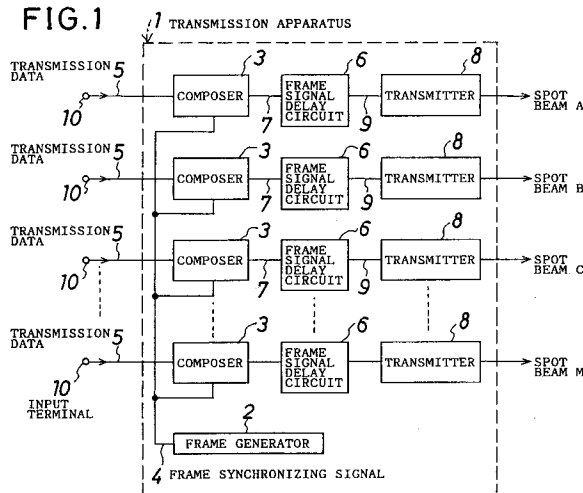 FIG.1
1 TRANSMISSION APPARATUS
TRANSMISSION
DATA
5
10
3
COMPOSER
7
6
FRAME
SIGNAL
DELAY
CIRCUIT
9
8
TRANSMITTER
SPOT
BEAM A
TRANSMISSION
DATA
5
10
3
COMPOSER
7
6
FRAME
SIGNAL
DELAY
CIRCUIT
9
8
TRANSMITTER
SPOT
BEAM B
TRANSMISSION
DATA
5
10
3
COMPOSER
7
6
FRAME
SIGNAL
DELAY
CIRCUIT
9
8
TRANSMITTER
SPOT
BEAM C
TRANSMISSION
DATA
5
10
INPUT
TERMINAL
3
COMPOSER
6
FRAME
SIGNAL
DELAY
CIRCUIT
8
TRANSMITTER
SPOT
BEAM M
2
FRAME GENERATOR
4 FRAME SYNCHRONIZING SIGNAL